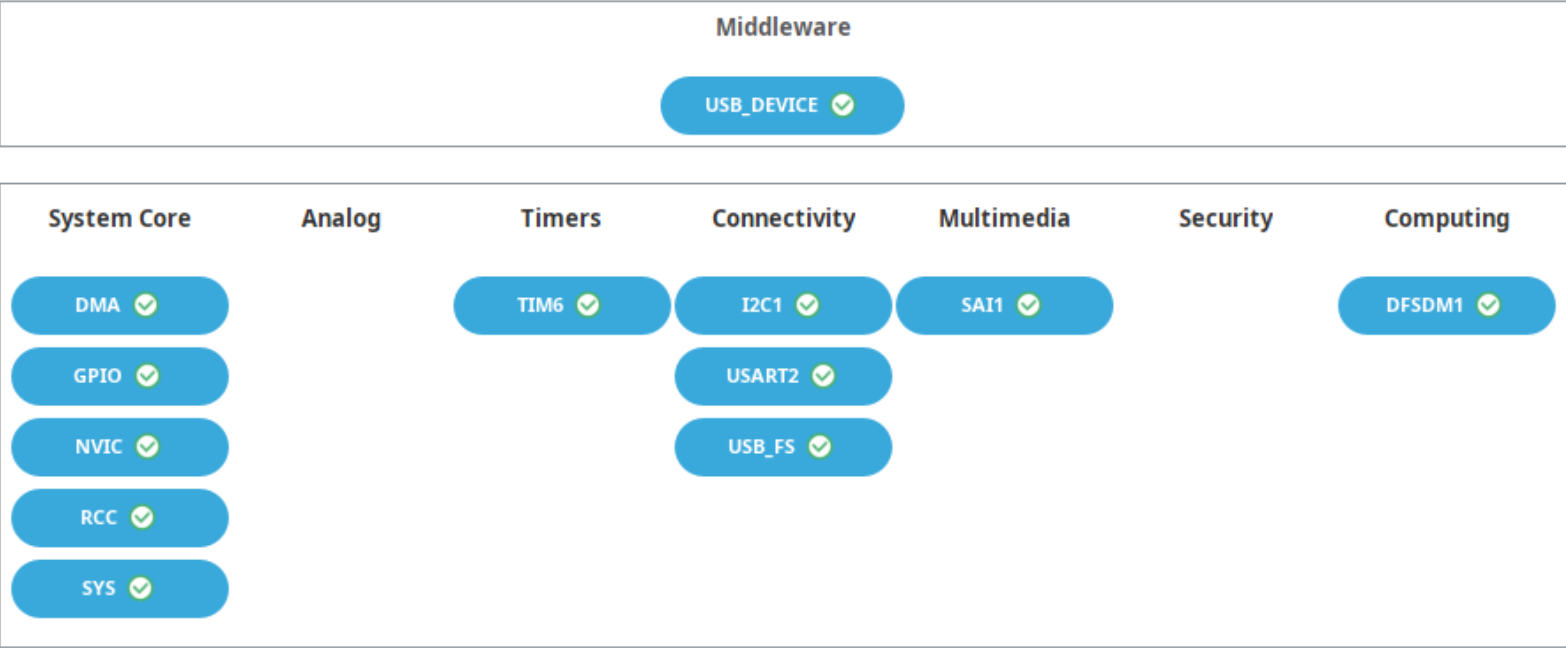 Middleware
USB_DEVICE
System Core Analog Timers Connectivity Multimedia Security Computing
DMA TIM6 I2C1 SAI1 DFSDM1
GPIO USART2
NVIC USB_FS
RCC
SYS